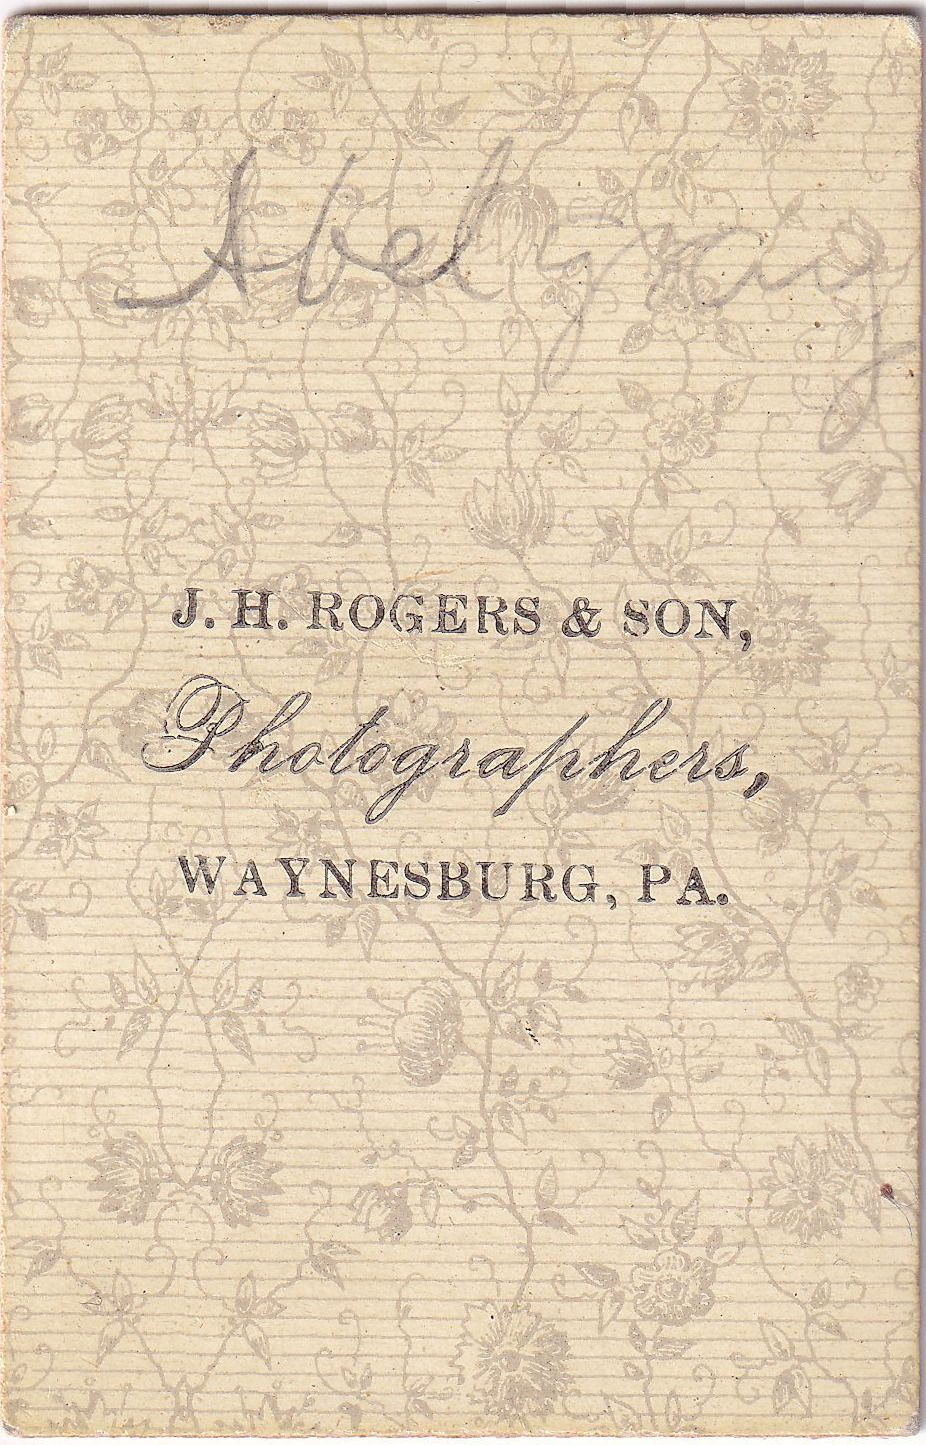 Abel Gray
J. H. ROGERS & SON,
Photographers,
WAYNESBURG, PA.